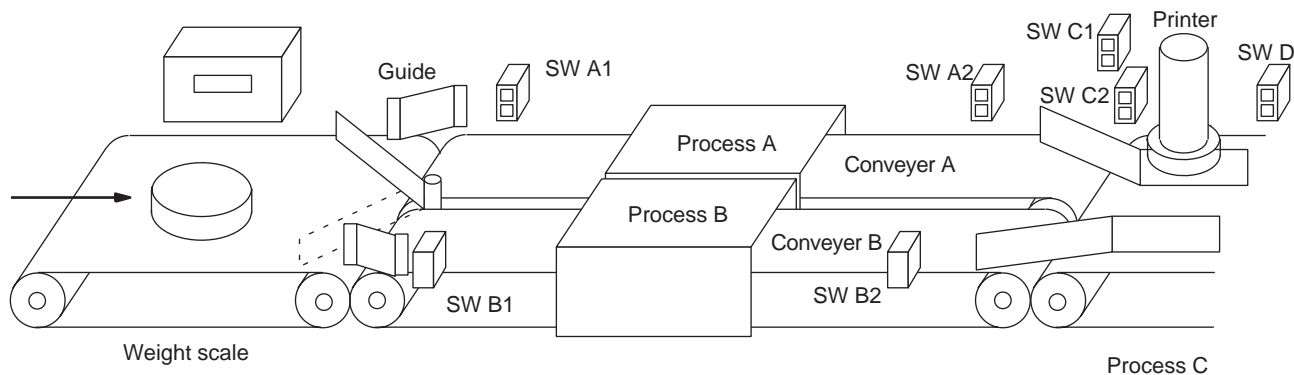 Printer
SW C1
SW D
Guide
SW A1
SW A2
SW C2
Process A
Conveyer A
Process B
Conveyer B
SW B1
SW B2
Weight scale
Process C